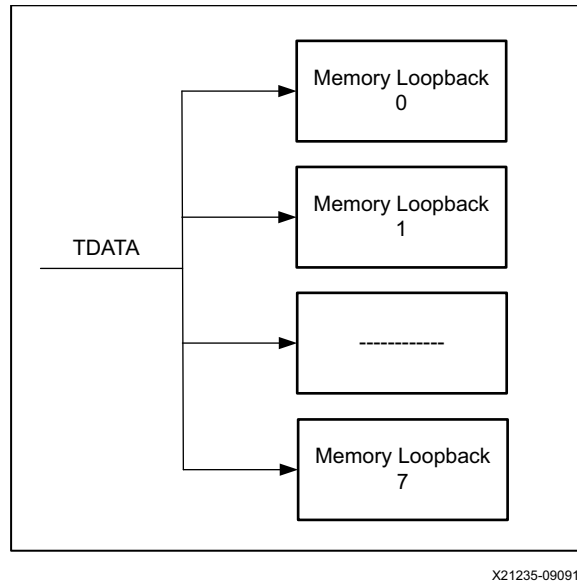 Memory Loopback
0
Memory Loopback
1
TDATA
------------
Memory Loopback
7
X21235-09091